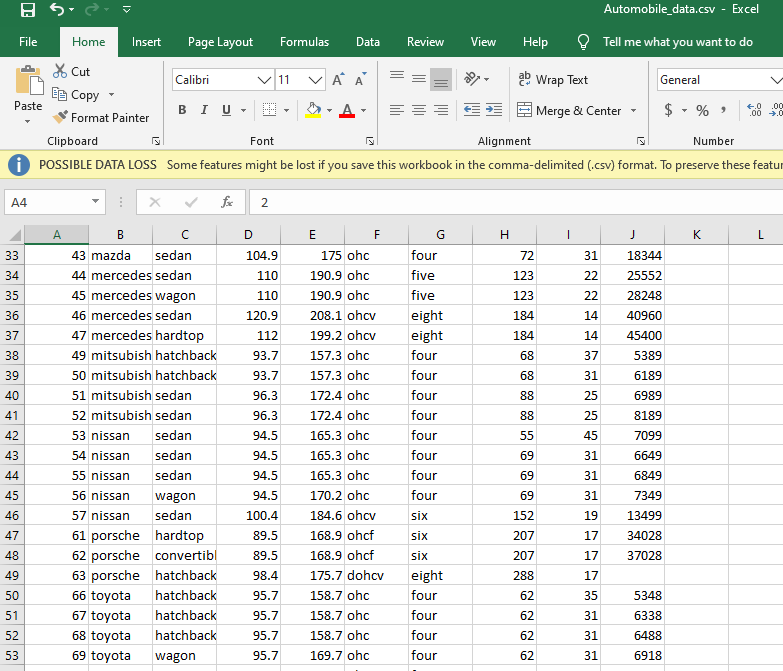 Automobile_data.csv - Excel
File Home Insert Page Layout Formulas Data Review View Help Tell me what you want to do
Cut
Copy
Format Painter
Paste
Calibri 11
B I U
Wrap Text
Merge & Center
General
$ % ,
Clipboard Font Alignment Number
POSSIBLE DATA LOSS Some features might be lost if you save this workbook in the comma-delimited (.csv) format. To preserve these featur
A4 fx 2
A B C D E F G H I J K L
33 43 mazda sedan 104.9 175 ohc four 72 31 18344
34 44 mercedes sedan 110 190.9 ohc five 123 22 25552
35 45 mercedes wagon 110 190.9 ohc five 123 22 28248
36 46 mercedes sedan 120.9 208.1 ohcv eight 184 14 40960
37 47 mercedes hardtop 112 199.2 ohcv eight 184 14 45400
38 49 mitsubish hatchback 93.7 157.3 ohc four 68 37 5389
39 50 mitsubish hatchback 93.7 157.3 ohc four 68 31 6189
40 51 mitsubish sedan 96.3 172.4 ohc four 88 25 6989
41 52 mitsubish sedan 96.3 172.4 ohc four 88 25 8189
42 53 nissan sedan 94.5 165.3 ohc four 55 45 7099
43 54 nissan sedan 94.5 165.3 ohc four 69 31 6649
44 55 nissan sedan 94.5 165.3 ohc four 69 31 6849
45 56 nissan wagon 94.5 170.2 ohc four 69 31 7349
46 57 nissan sedan 100.4 184.6 ohcv six 152 19 13499
47 61 porsche hardtop 89.5 168.9 ohcf six 207 17 34028
48 62 porsche convertibl 89.5 168.9 ohcf six 207 17 37028
49 63 porsche hatchback 98.4 175.7 dohcv eight 288 17
50 66 toyota hatchback 95.7 158.7 ohc four 62 35 5348
51 67 toyota hatchback 95.7 158.7 ohc four 62 31 6338
52 68 toyota hatchback 95.7 158.7 ohc four 62 31 6488
53 69 toyota wagon 95.7 169.7 ohc four 62 31 6918